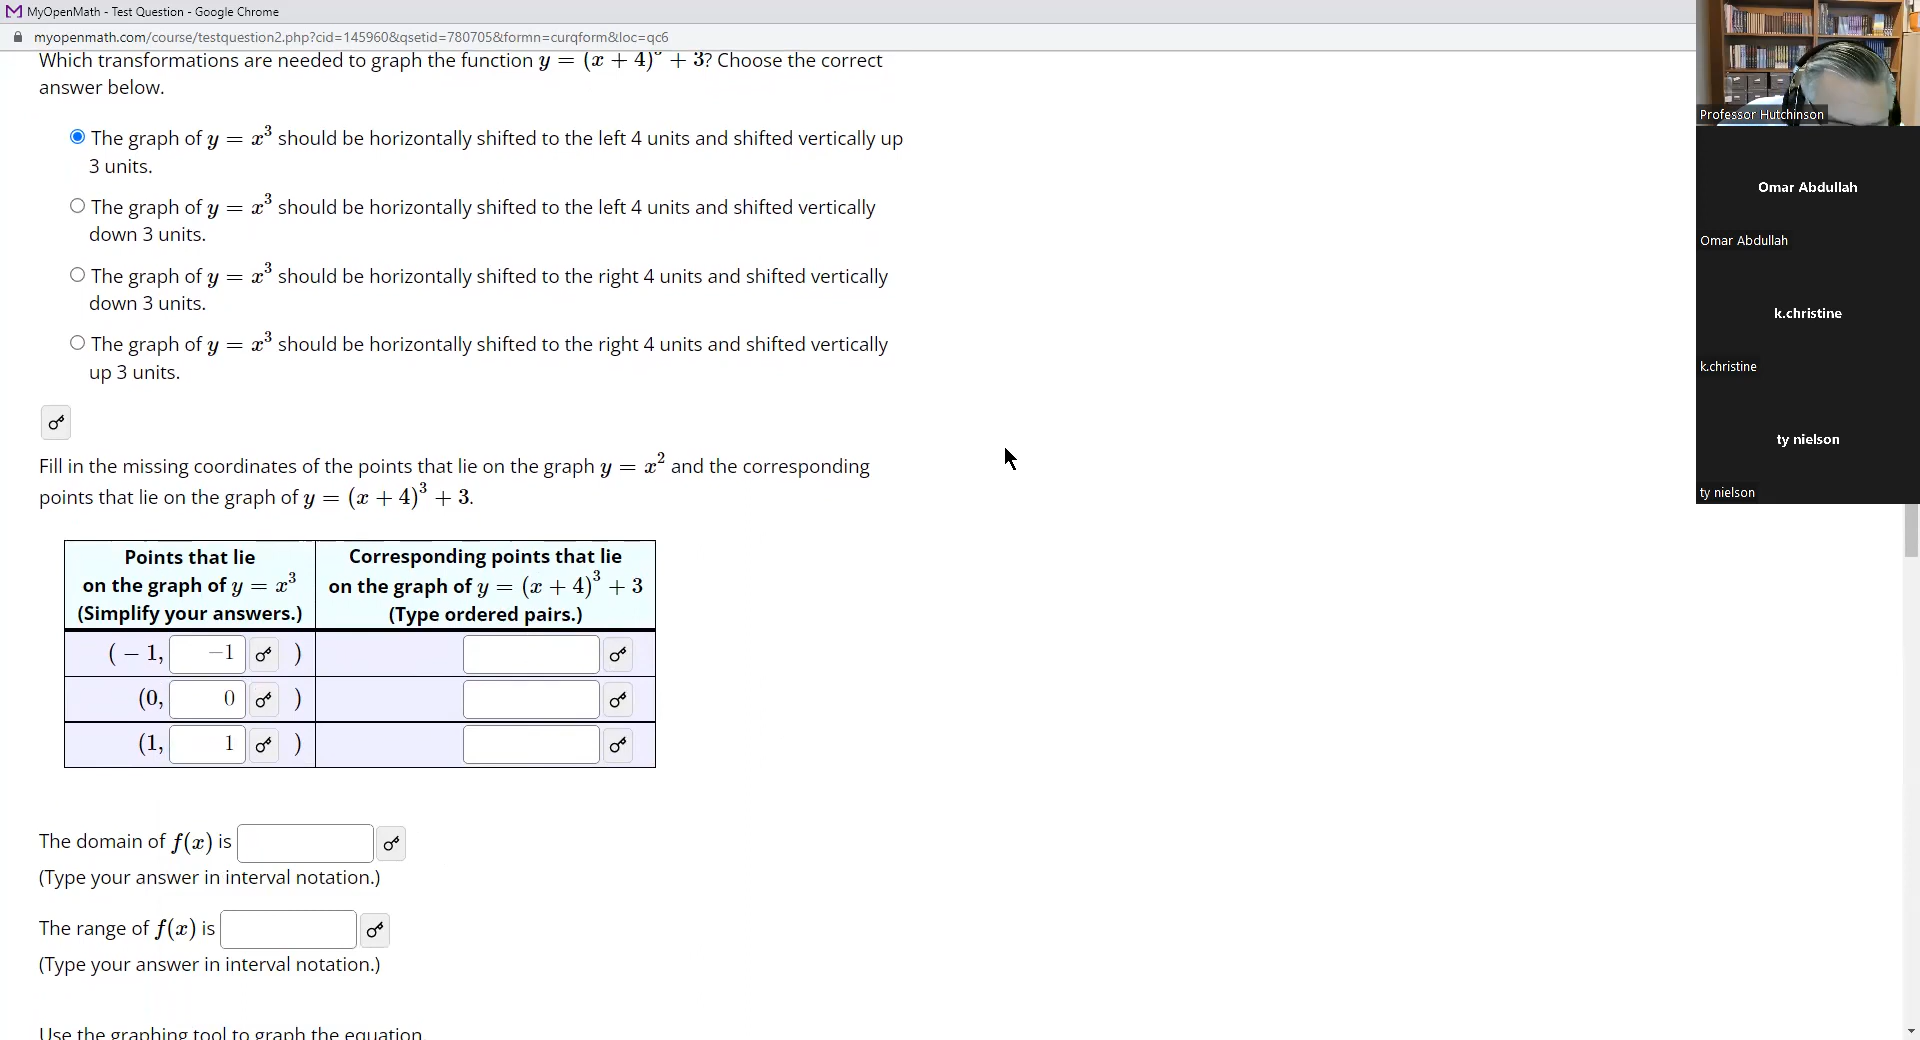 MyOpenMath - Test Question - Google Chrome
myopenmath.com/course/testquestion2.php?cid=145960&qsetid=780705&formn=curqform&loc=qc6
Which transformations are needed to graph the function y = (x + 4)³ + 3? Choose the correct
answer below.
The graph of y = x³ should be horizontally shifted to the left 4 units and shifted vertically up
3 units.
The graph of y = x³ should be horizontally shifted to the left 4 units and shifted vertically
down 3 units.
The graph of y = x³ should be horizontally shifted to the right 4 units and shifted vertically
down 3 units.
The graph of y = x³ should be horizontally shifted to the right 4 units and shifted vertically
up 3 units.
Fill in the missing coordinates of the points that lie on the graph y = x² and the corresponding
points that lie on the graph of y = (x + 4)³ + 3.
Points that lie
on the graph of y = x³
(Simplify your answers.)
Corresponding points that lie
on the graph of y = (x + 4)³ + 3
(Type ordered pairs.)
( − 1, −1 )
(0, 0 )
(1, 1 )
The domain of f(x) is
(Type your answer in interval notation.)
The range of f(x) is
(Type your answer in interval notation.)
Use the graphing tool to graph the equation.
Professor Hutchinson
Omar Abdullah
Omar Abdullah
k.christine
k.christine
ty nielson
ty nielson